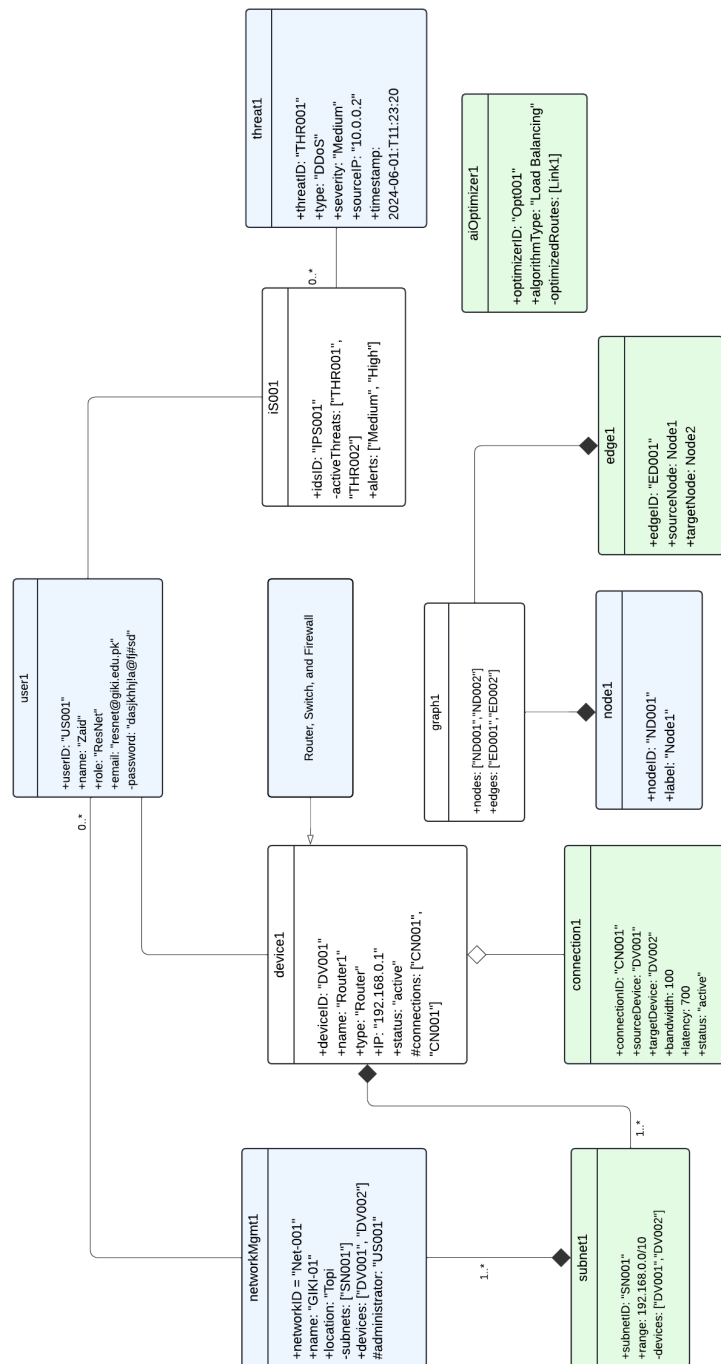 user1
+userID: "US001"
+name: "Zaid"
+role: "ResNet"
+email: "resnet@giki.edu.pk"
0..*
networkMgmt1
+networkID = "Net-001"
+name: "GIKI-01"
+location: "Topi
-subnets: ["SN001"]
+devices: ["DV001", "DV002"]
#administrator: "US001"
1..*
device1
+deviceID: "DV001"
+name: "Router1"
+type: "Router"
+IP: "192.168.0.1"
+status: "active"
#connections: ["CN001",
"CN001"]
1..*
Router, Switch, and Firewall
iS001
+idsID: "IPS001"
-activeThreats: ["THR001",
"THR002"]
+alerts: ["Medium", "High"]
0..*
threat1
+threatID: "THR001"
+type: "DDoS"
+severity: "Medium"
+sourceIP: "10.0.0.2"
+timestamp:
2024-06-01:T11:23:20
subnet1
+subnetID: "SN001"
+range: 192.168.0.0/10
-devices: ["DV001","DV002"]
connection1
+connectionID: "CN001"
+sourceDevice: "DV001"
+targetDevice: "DV002"
+bandwidth: 100
+latency: 700
+status: "active"
graph1
+nodes: ["ND001","ND002"]
+edges: ["ED001","ED002"]
node1
+nodeID: "ND001"
+label: "Node1"
edge1
+edgeID: "ED001"
+sourceNode: Node1
+targetNode: Node2
aiOptimizer1
+optimizerID: "Opt001"
+algorithmType: "Load Balancing"
-optimizedRoutes: [Link1]